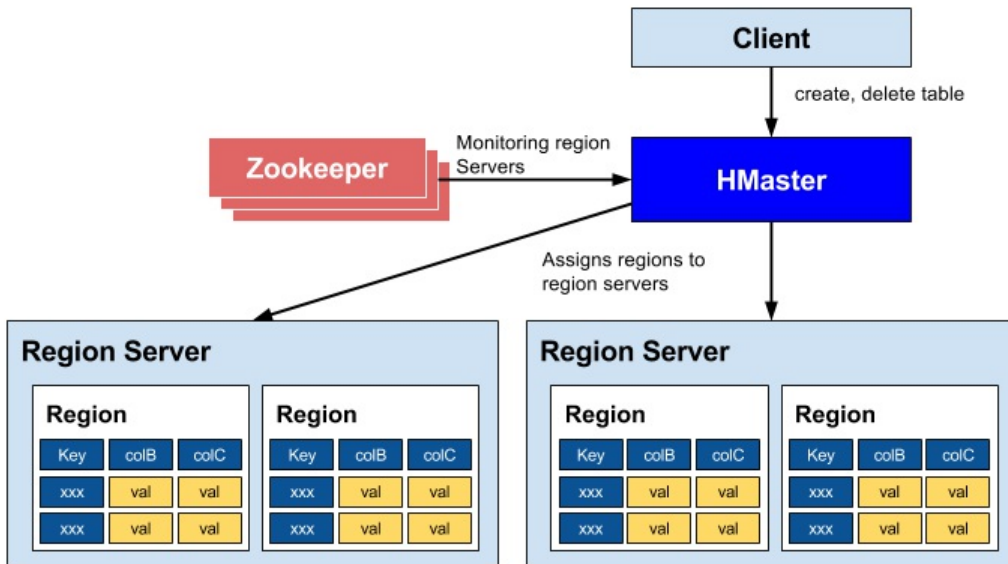 Client
create, delete table
Zookeeper
Monitoring region
Servers
HMaster
Assigns regions to
region servers
Region Server
Region
Key colB colC
xxx val val
xxx val val
Region
Key colB colC
xxx val val
xxx val val
Region Server
Region
Key colB colC
xxx val val
xxx val val
Region
Key colB colC
xxx val val
xxx val val